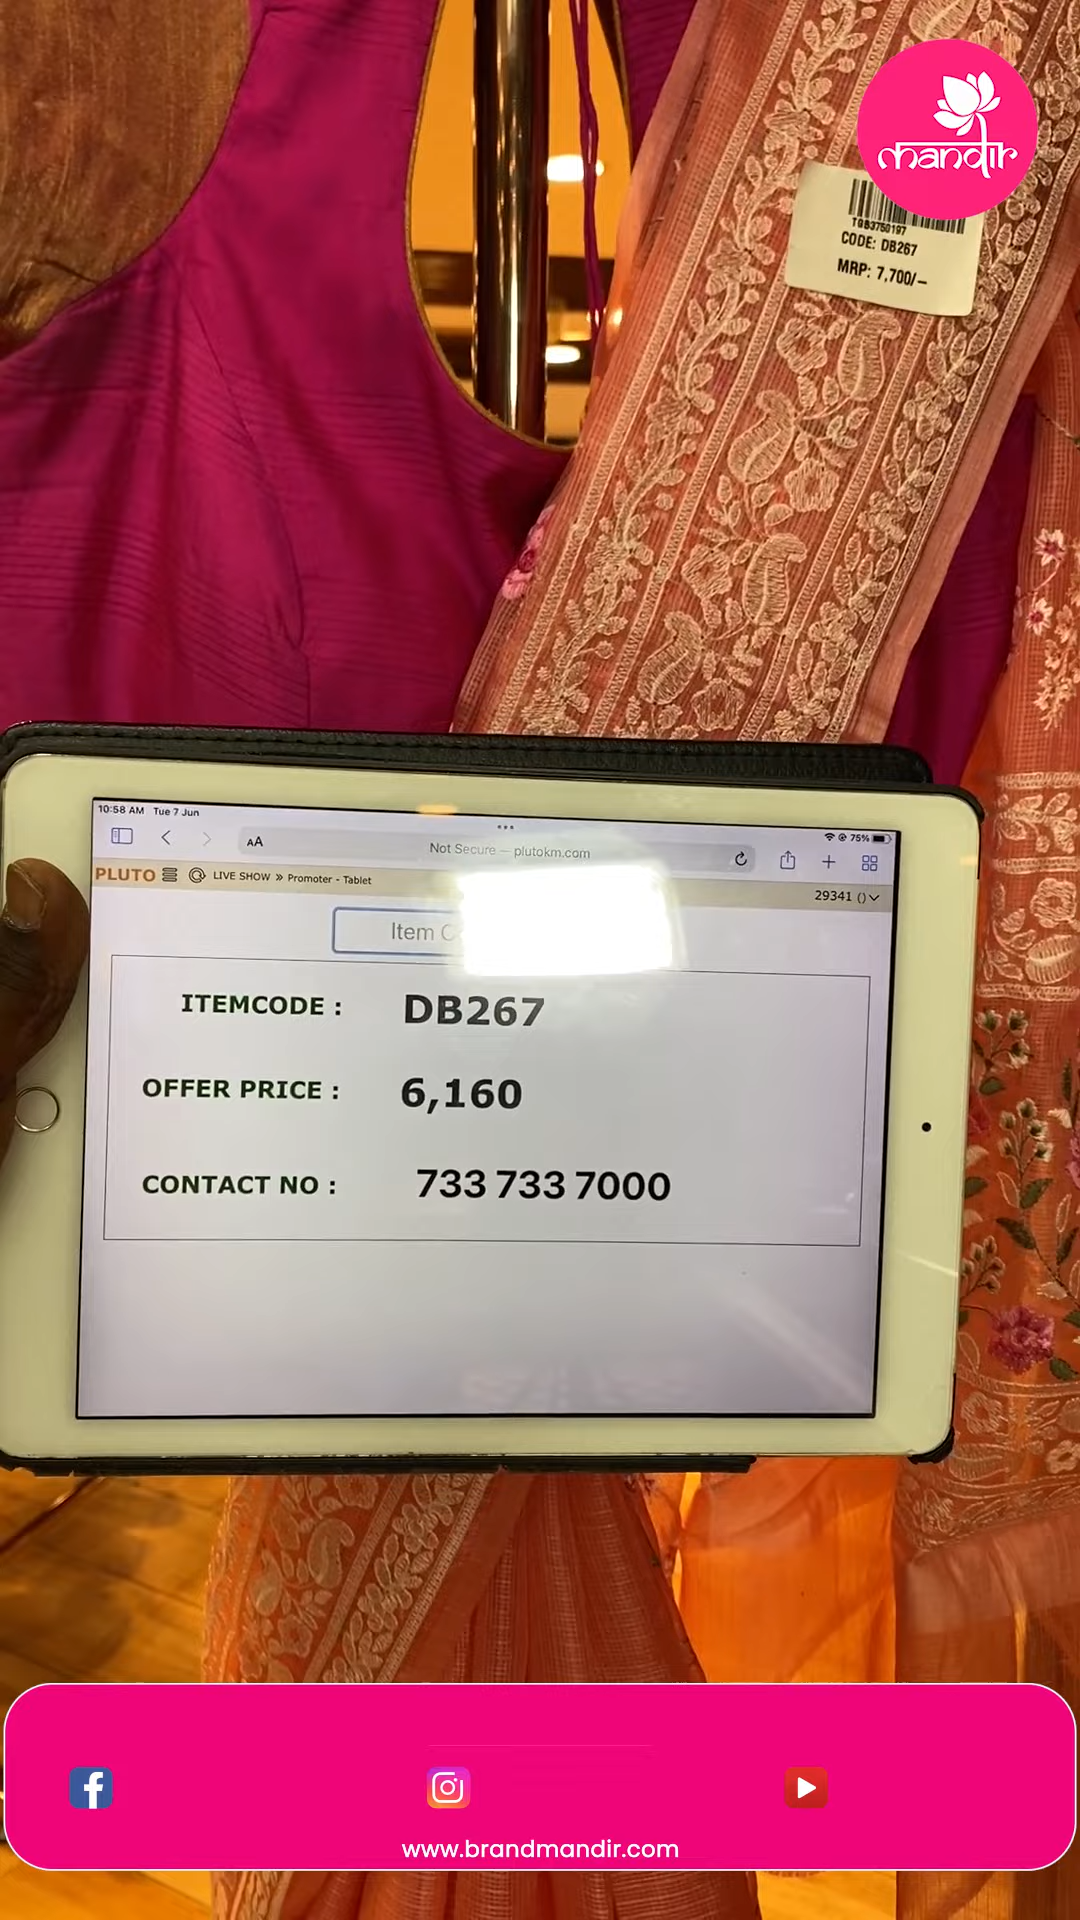 mandir
TGB3750197
CODE: DB267
MRP: 7,700/-
10:58 AM Tue 7 Jun
75%
AA
Not Secure — plutokm.com
PLUTO
LIVE SHOW » Promoter - Tablet
29341 ()
Item
ITEMCODE : DB267
OFFER PRICE : 6,160
CONTACT NO : 733 733 7000
www.brandmandir.com